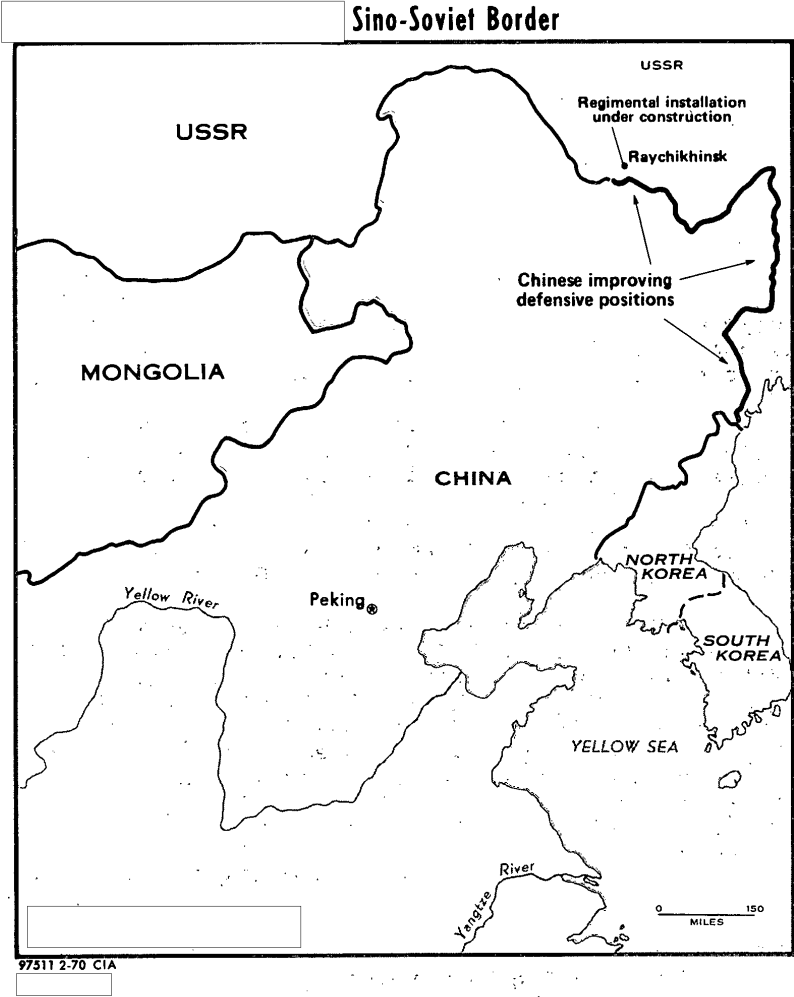 Sino-Soviet Border
USSR
Regimental installation
under construction
USSR
Raychikhinsk
Chinese improving
defensive positions
MONGOLIA
CHINA
NORTH
KOREA
Yellow River
Peking
SOUTH
KOREA
YELLOW SEA
River
Yangtze
0 150
MILES
97511 2-70 CIA